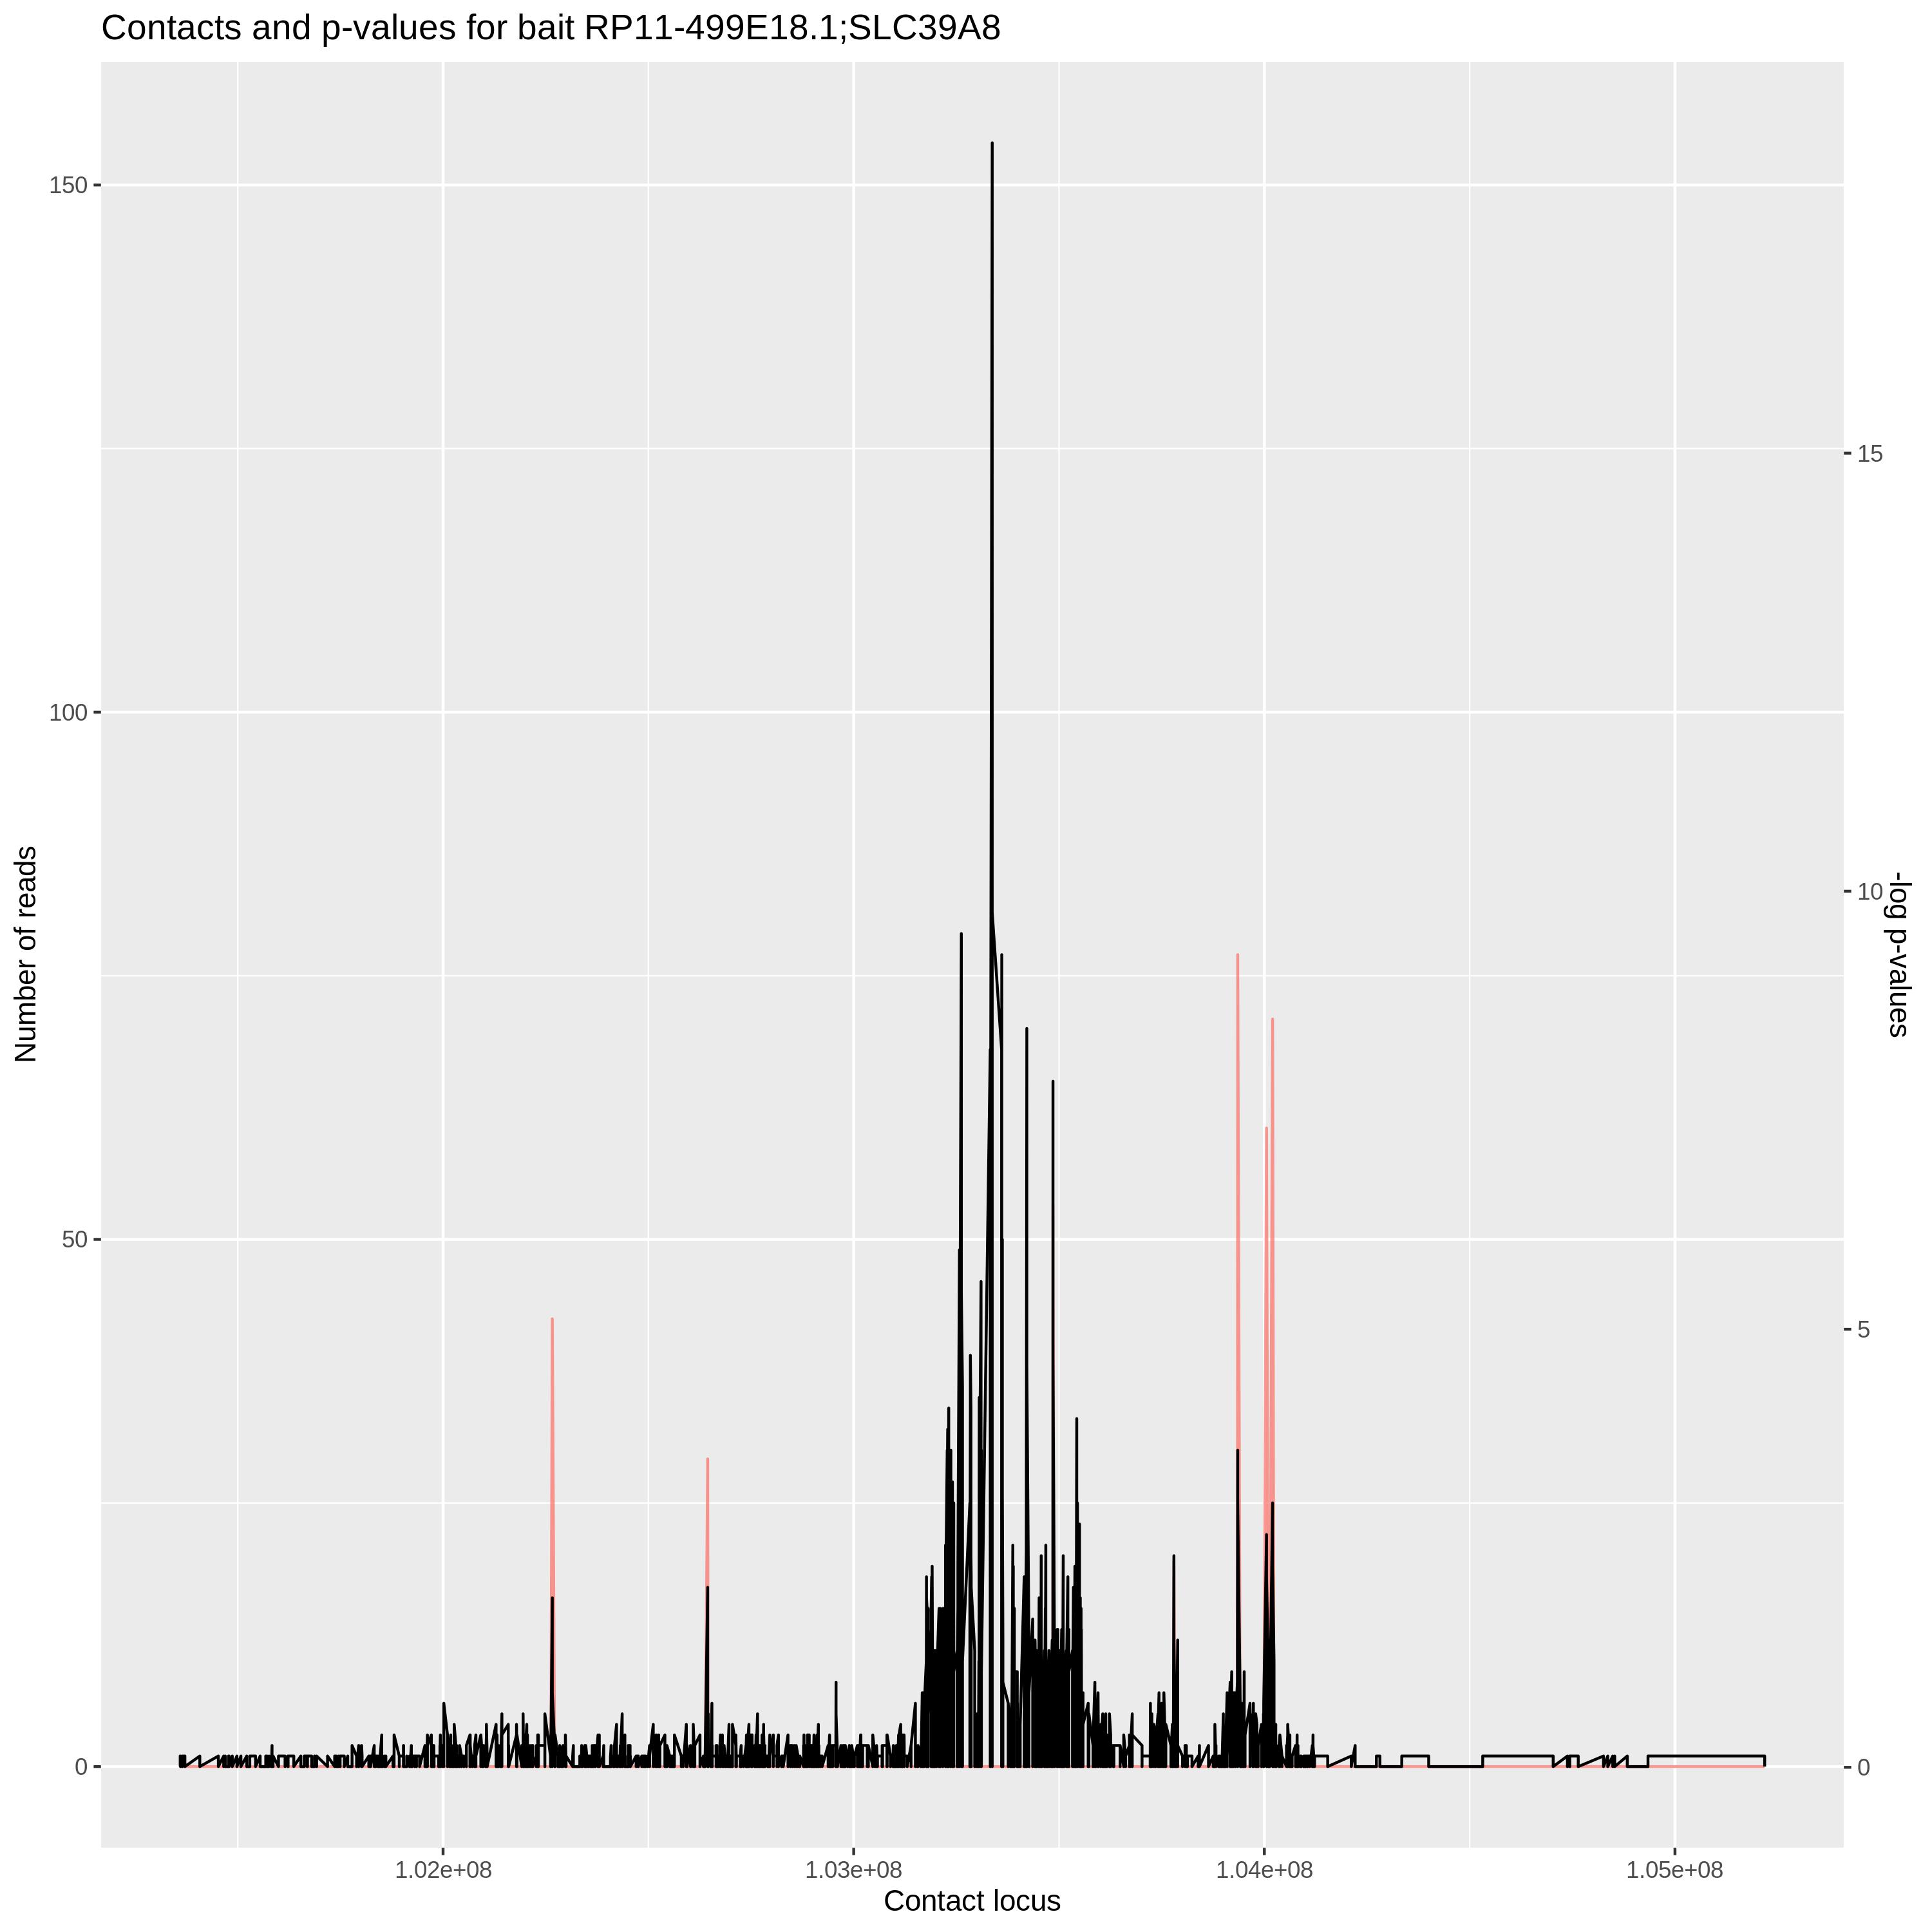 Contacts and p-values for bait RP11-499E18.1;SLC39A8
150
100
50
0
Number of reads
15
10
5
0
-log p-values
1.02e+08 1.03e+08 1.04e+08 1.05e+08
Contact locus